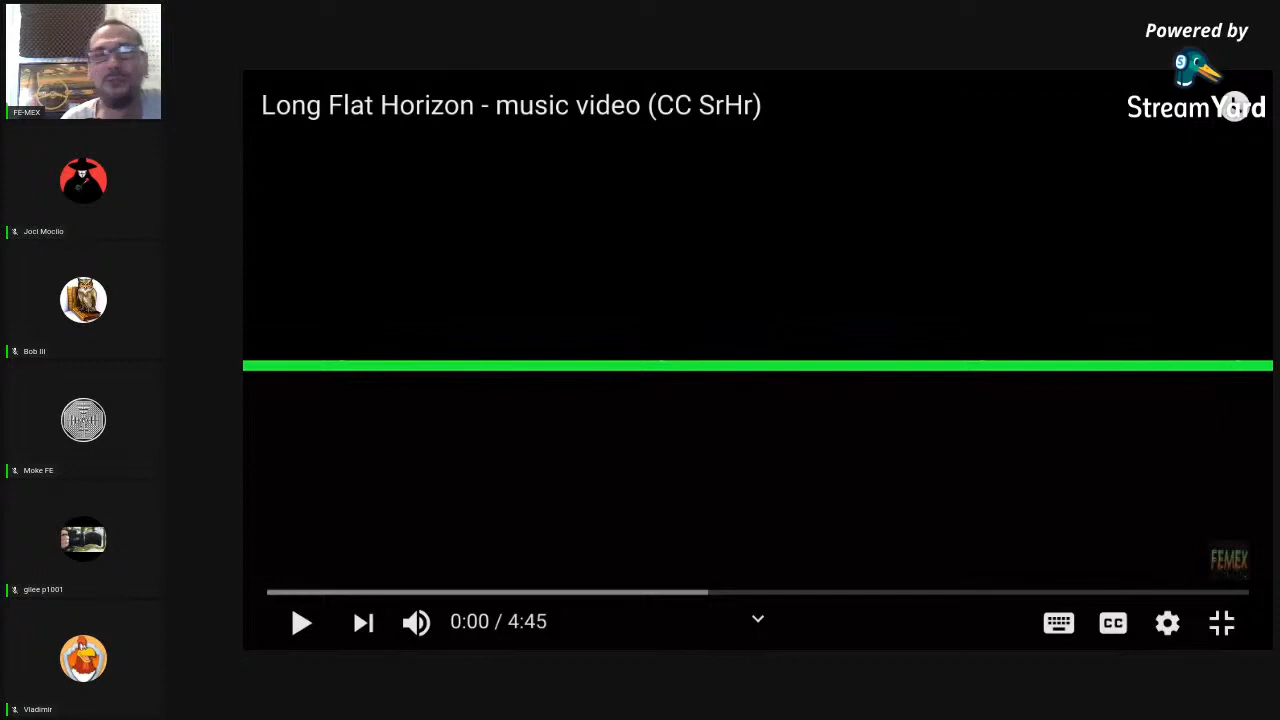 Powered by
StreamYard
FE-MEX
Long Flat Horizon - music video (CC SrHr)
Joci Mocilo
Bob III
Moke FE
gilee p1001
Vladimir
FEMEX
0:00 / 4:45
CC